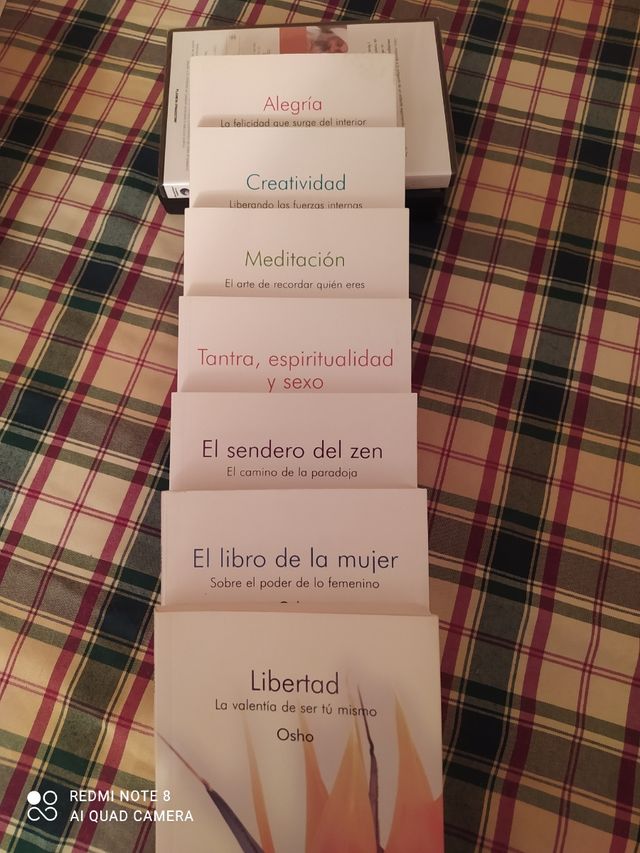 Alegría
La felicidad que surge del interior
Creatividad
Liberando las fuerzas internas
Meditación
El arte de recordar quién eres
Tantra, espiritualidad
y sexo
El sendero del zen
El camino de la paradoja
El libro de la mujer
Sobre el poder de lo femenino
Libertad
La valentía de ser tú mismo
Osho
REDMI NOTE 8
AI QUAD CAMERA